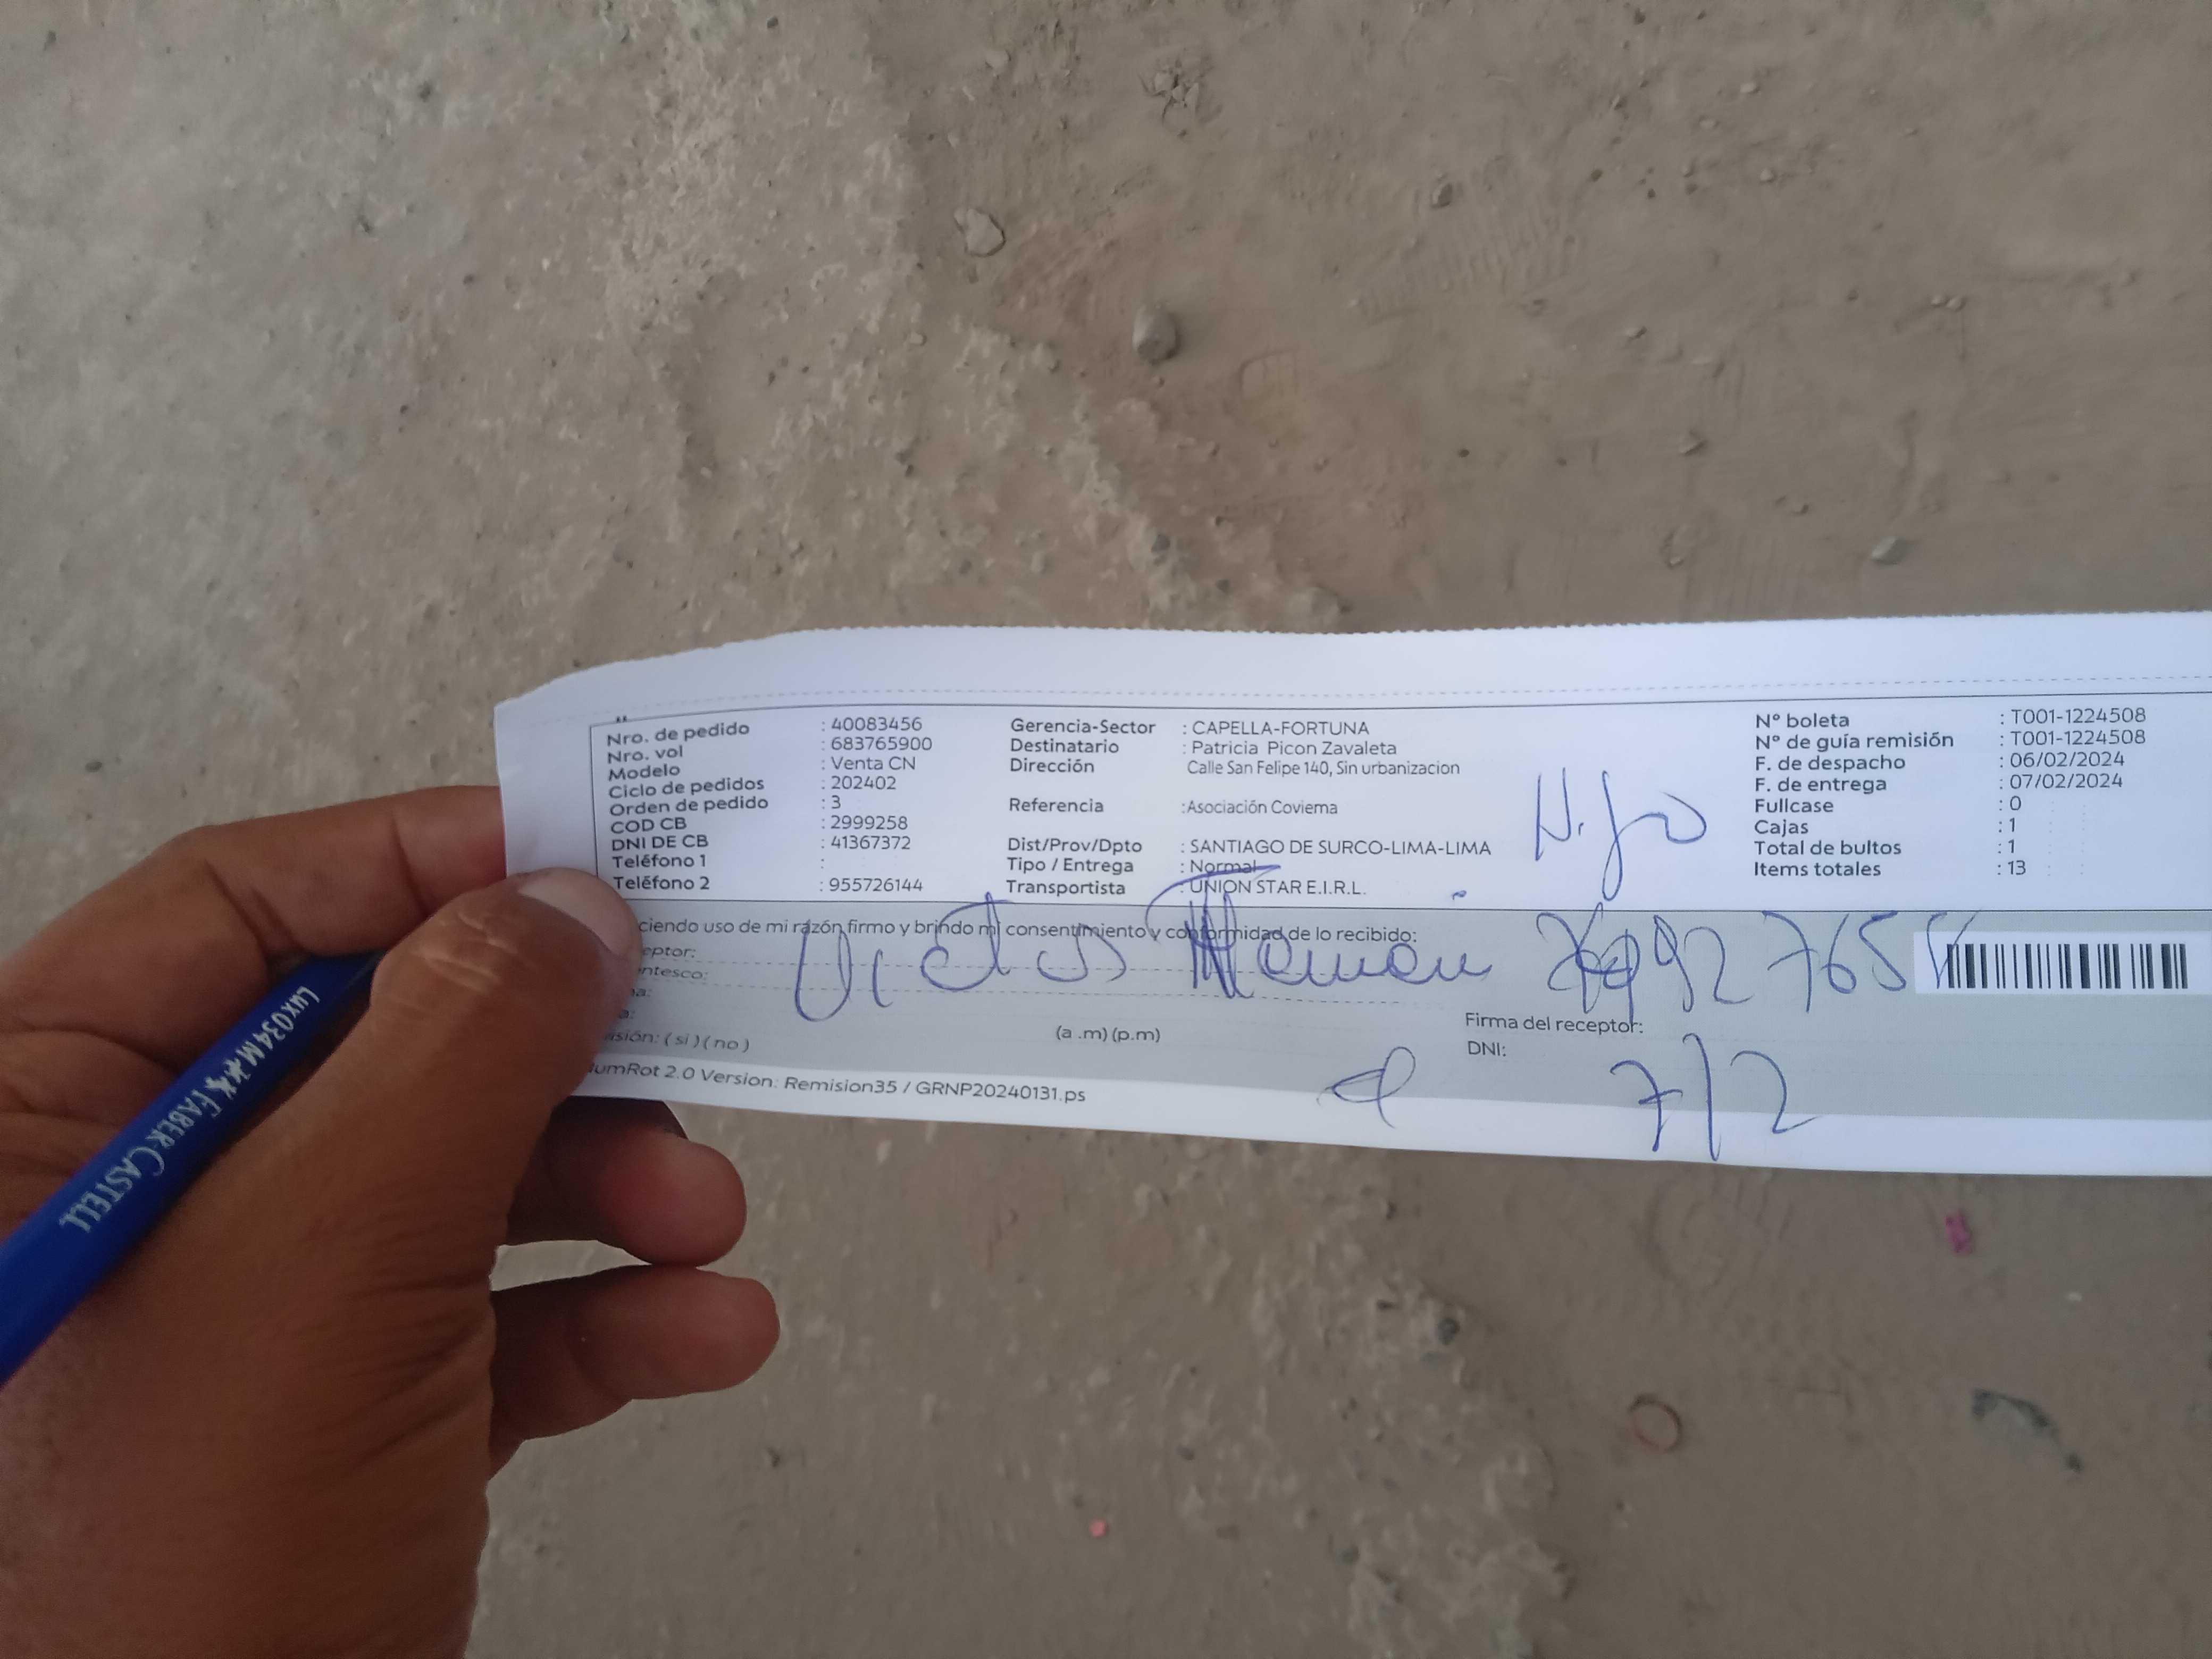 Nro. de pedido : 40083456
Nro. vol : 683765900
Modelo : Venta CN
Ciclo de pedidos : 202402
Orden de pedido : 3
COD CB : 2999258
DNI DE CB : 41367372
Teléfono 1 :
Teléfono 2 : 955726144
Gerencia-Sector : CAPELLA-FORTUNA
Destinatario : Patricia Picon Zavaleta
Dirección Calle San Felipe 140, Sin urbanizacion
Referencia :Asociación Coviema
Dist/Prov/Dpto : SANTIAGO DE SURCO-LIMA-LIMA
Tipo / Entrega : Normal
Transportista : UNION STAR E.I.R.L.
N° boleta : T001-1224508
N° de guía remisión : T001-1224508
F. de despacho : 06/02/2024
F. de entrega : 07/02/2024
Fullcase : 0
Cajas : 1
Total de bultos : 1
Items totales : 13
ciendo uso de mi razón firmo y brindo mi consentimiento y conformidad de lo recibido:
eptor:
ntesco:
a:
a:
isión: ( si ) ( no )
(a .m) (p.m)
Firma del receptor:
DNI:
7/2
umRot 2.0 Version: Remision35 / GRNP20240131.ps
LUX034M FABER CASTELL